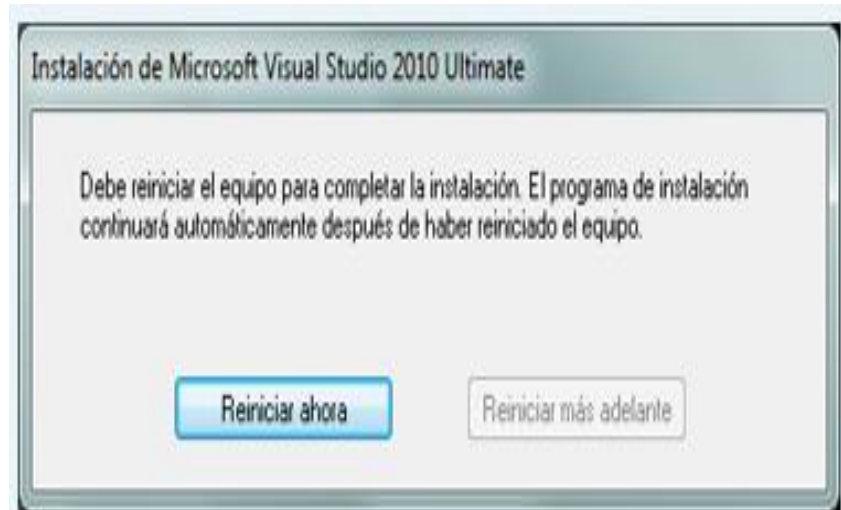 Instalación de Microsoft Visual Studio 2010 Ultimate
Debe reiniciar el equipo para completar la instalación. El programa de instalación
continuará automáticamente después de haber reiniciado el equipo.
Reiniciar ahora
Reiniciar más adelante